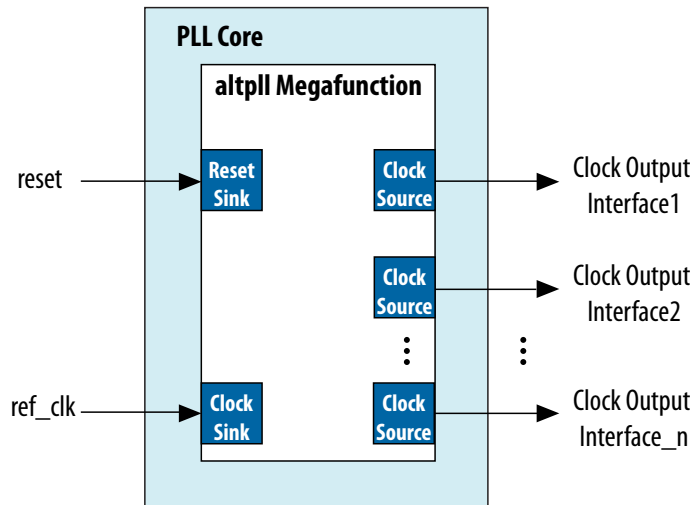 PLL Core
altpll Megafunction
reset
Reset
Sink
Clock
Source
Clock Output
Interface1
Clock
Source
Clock Output
Interface2
ref_clk
Clock
Sink
Clock
Source
Clock Output
Interface_n